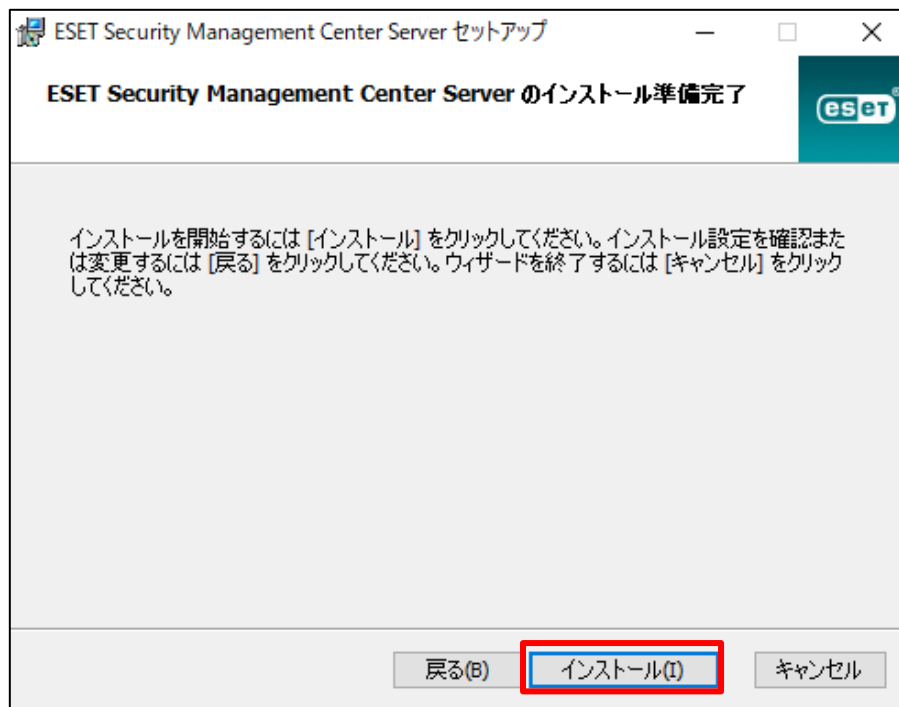 ESET Security Management Center Server セットアップ
ESET Security Management Center Server のインストール準備完了
eseT®
インストールを開始するには [インストール] をクリックしてください。インストール設定を確認また
は変更するには [戻る] をクリックしてください。ウィザードを終了するには [キャンセル] をクリック
してください。
戻る(B) インストール(I) キャンセル